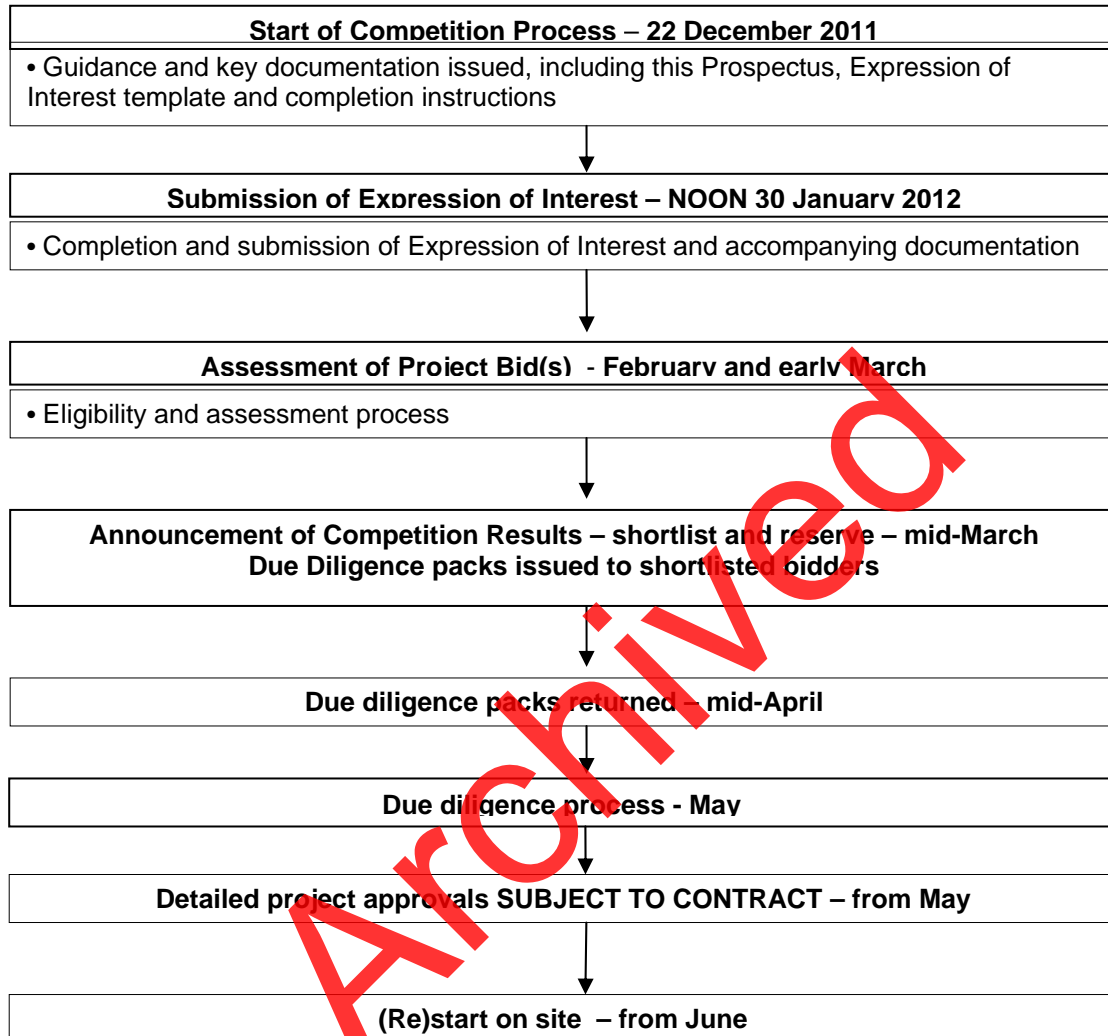 Start of Competition Process – 22 December 2011
• Guidance and key documentation issued, including this Prospectus, Expression of
Interest template and completion instructions
Submission of Expression of Interest – NOON 30 January 2012
• Completion and submission of Expression of Interest and accompanying documentation
Assessment of Project Bid(s)  - February and early March
• Eligibility and assessment process
Announcement of Competition Results – shortlist and reserve – mid-March
Due Diligence packs issued to shortlisted bidders
Due diligence packs returned – mid-April
Due diligence process - May
Detailed project approvals SUBJECT TO CONTRACT – from May
(Re)start on site  – from June
Archived